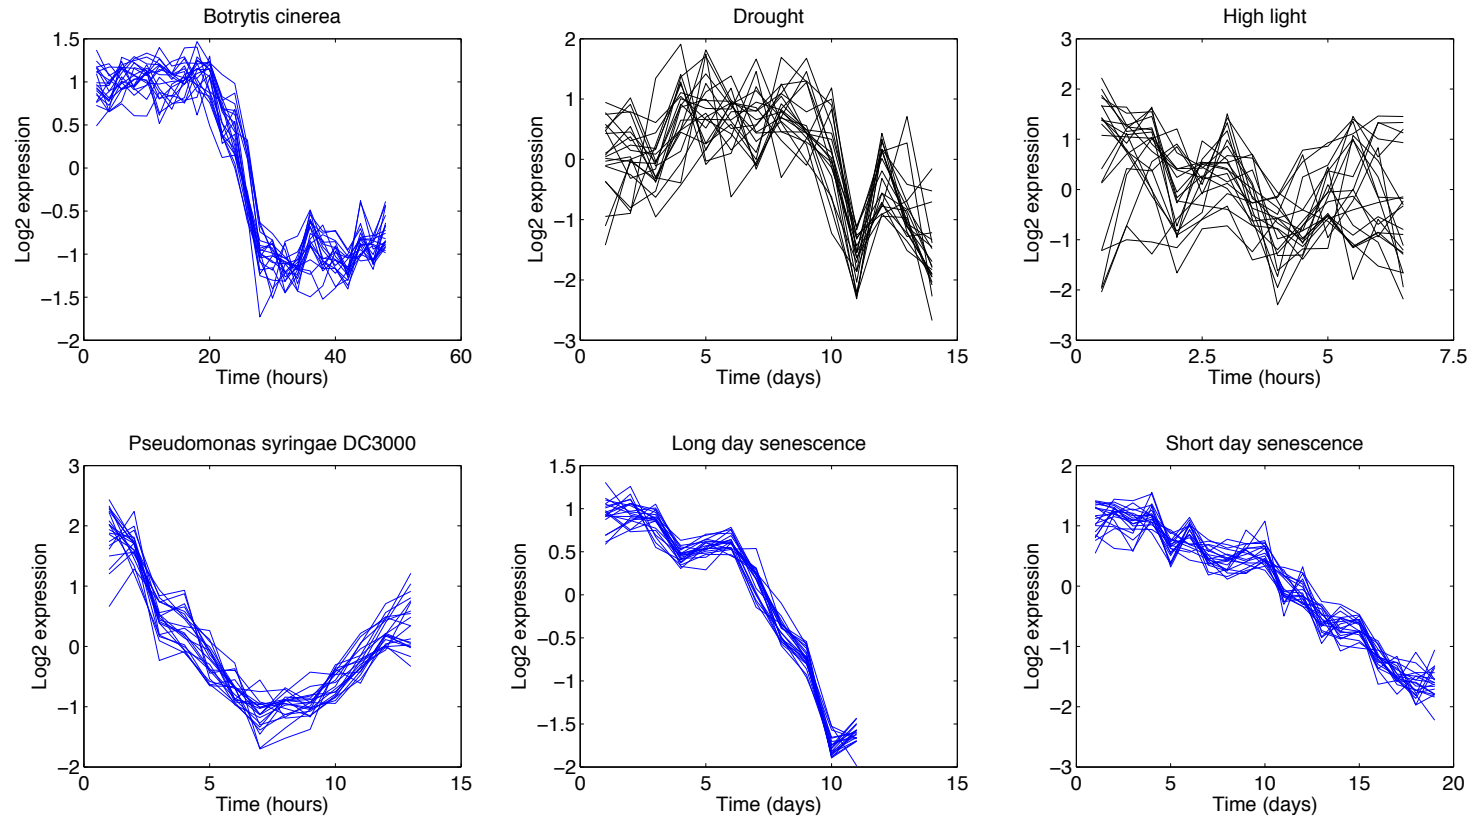 Botrytis cinerea
1.5
1
0.5
0
−0.5
−1
−1.5
−2
Log2 expression
0 20 40 60
Time (hours)
Drought
2
1
0
−1
−2
−3
Log2 expression
0 5 10 15
Time (days)
High light
3
2
1
0
−1
−2
−3
Log2 expression
0 2.5 5 7.5
Time (hours)
Pseudomonas syringae DC3000
3
2
1
0
−1
−2
Log2 expression
0 5 10 15
Time (hours)
Long day senescence
1.5
1
0.5
0
−0.5
−1
−1.5
−2
Log2 expression
0 5 10 15
Time (days)
Short day senescence
2
1
0
−1
−2
−3
Log2 expression
0 5 10 15 20
Time (days)